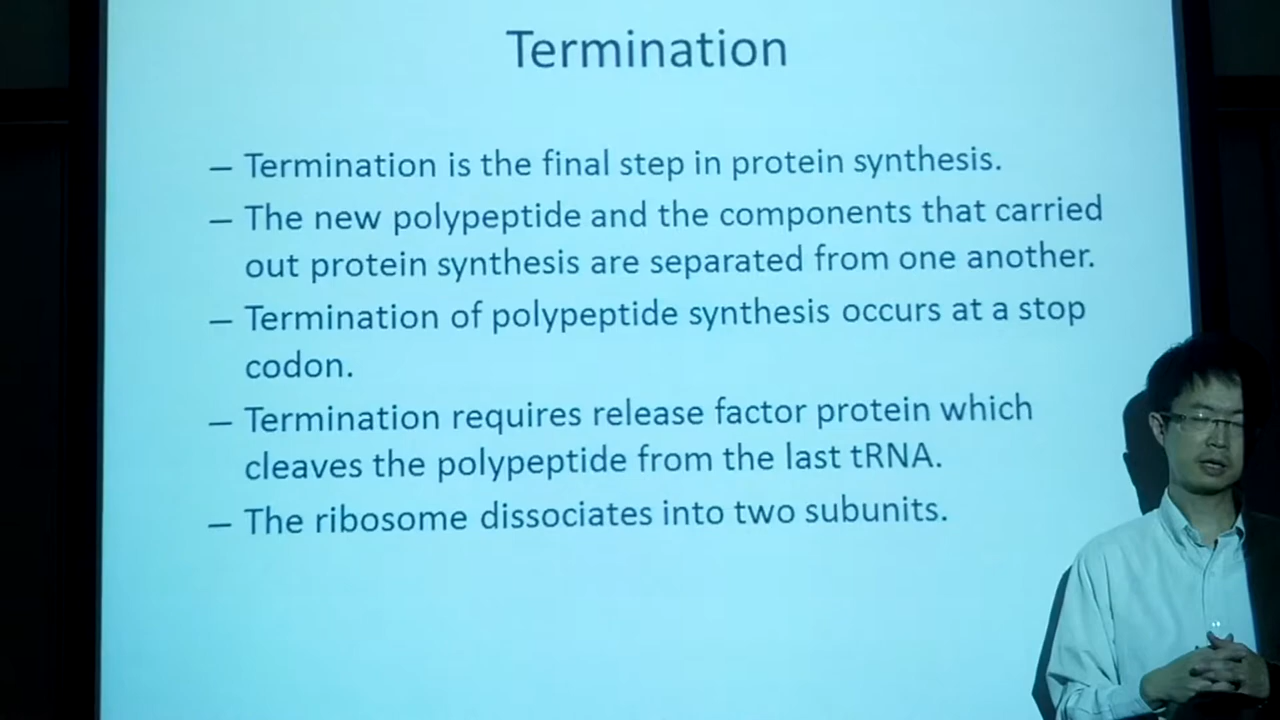 Termination
– Termination is the final step in protein synthesis.
– The new polypeptide and the components that carried
out protein synthesis are separated from one another.
– Termination of polypeptide synthesis occurs at a stop
codon.
– Termination requires release factor protein which
cleaves the polypeptide from the last tRNA.
– The ribosome dissociates into two subunits.